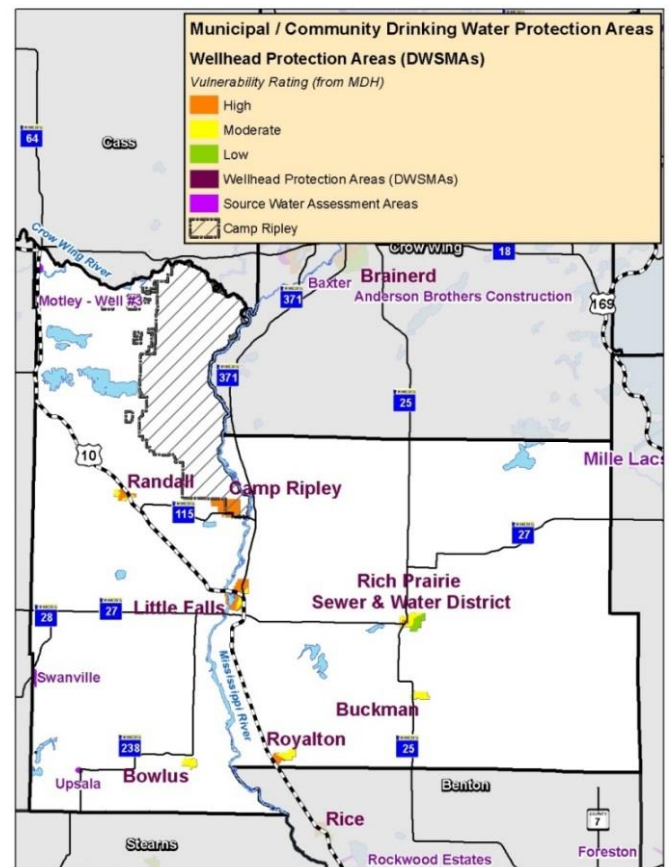 Municipal / Community Drinking Water Protection Areas
Wellhead Protection Areas (DWSMAs)
Vulnerability Rating (from MDH)
High
Moderate
Low
Wellhead Protection Areas (DWSMAs)
Source Water Assessment Areas
Camp Ripley
64
Cass
Crow Wing River
Crow Wing
18
Baxter
Brainerd
Anderson Brothers Construction
371
169
Motley - Well #3
371
25
10
Mille Lacs
Randall
Camp Ripley
115
27
Rich Prairie
Sewer & Water District
Little Falls
28
27
Mississippi River
Swanville
Buckman
Royalton
238
25
Bowlus
Upsala
Benton
7
Rice
Stearns
Rockwood Estates
Foreston